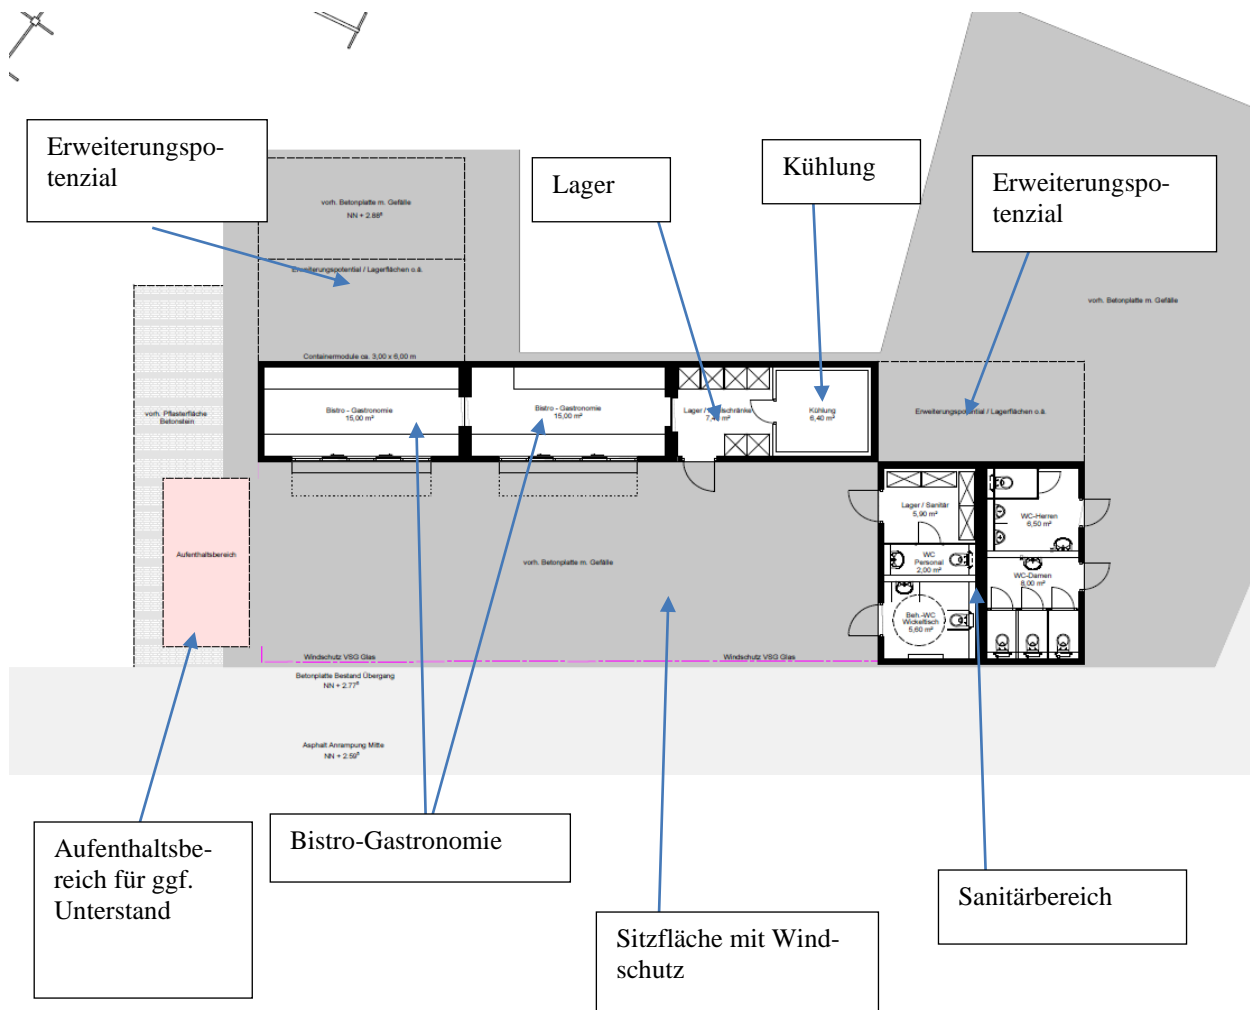 Erweiterungspo-
tenzial
Lager
Kühlung
Erweiterungspo-
tenzial
vorh. Betonplatte m. Gefälle
NN + 2.88⁸
Erweiterungspotential / Lagerflächen o.ä.
vorh. Betonplatte m. Gefälle
Containermodule ca. 3,00 x 6,00 m
vorh. Pflasterfläche
Betonstein
Bistro - Gastronomie
15,00 m²
Bistro - Gastronomie
15,00 m²
Lager /
Kühlung
6,40 m²
Erweiterungspotential / Lagerflächen o.ä.
Aufenthaltsbereich
vorh. Betonplatte m. Gefälle
Lager / Sanitär
5,90 m²
WC-Herren
6,50 m²
WC
Personal
2,00 m²
WC-Damen
8,00 m²
Beh.-WC
Wickeltisch
5,60 m²
Windschutz VSG Glas
Windschutz VSG Glas
Betonplatte Bestand Übergang
NN + 2.77⁸
Asphalt Anrampung Mitte
NN + 2.59⁸
Aufenthaltsbe-
reich für ggf.
Unterstand
Bistro-Gastronomie
Sitzfläche mit Wind-
schutz
Sanitärbereich